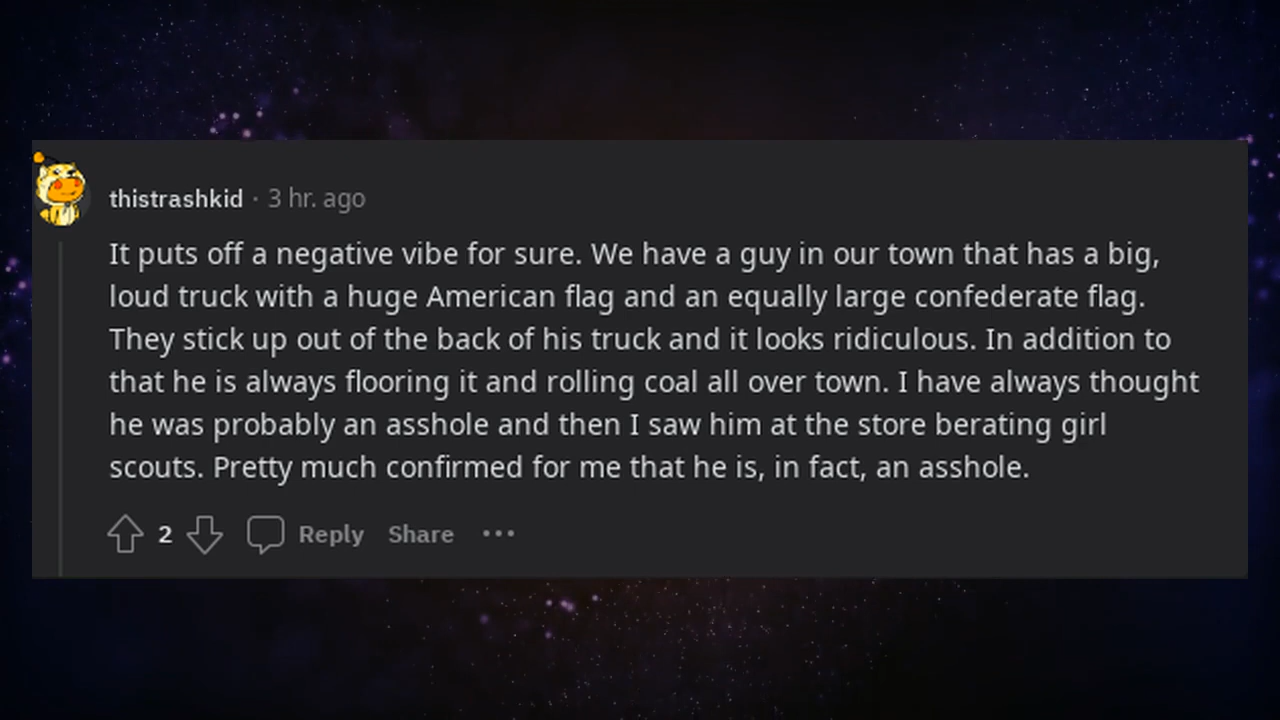 thistrashkid · 3 hr. ago
It puts off a negative vibe for sure. We have a guy in our town that has a big,
loud truck with a huge American flag and an equally large confederate flag.
They stick up out of the back of his truck and it looks ridiculous. In addition to
that he is always flooring it and rolling coal all over town. I have always thought
he was probably an asshole and then I saw him at the store berating girl
scouts. Pretty much confirmed for me that he is, in fact, an asshole.
2 Reply Share •••